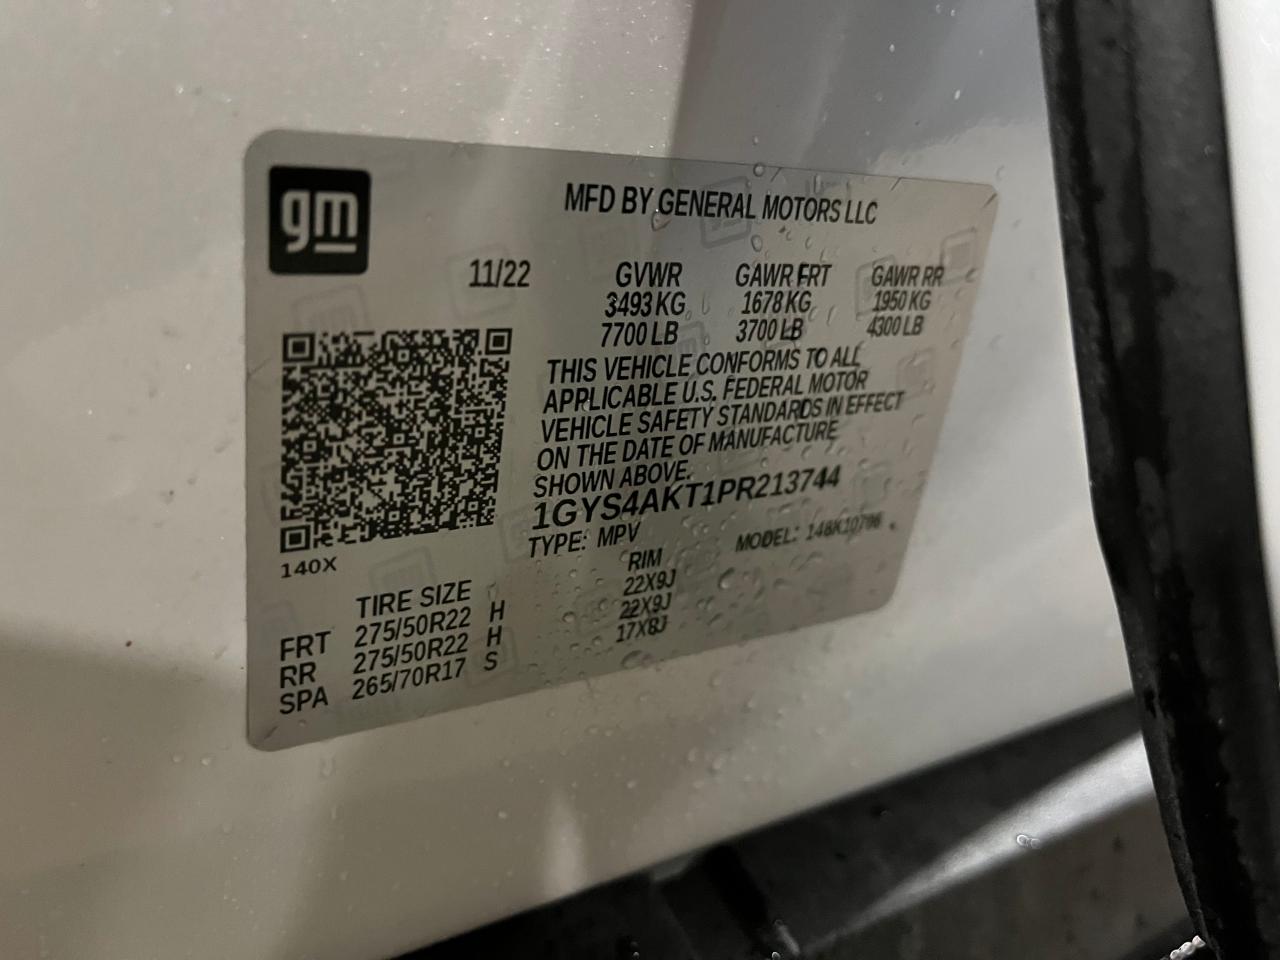 gm
MFD BY GENERAL MOTORS LLC
11/22 GVWR GAWR FRT GAWR RR
3493 KG 1678 KG 1950 KG
7700 LB 3700 LB 4300 LB
THIS VEHICLE CONFORMS TO ALL
APPLICABLE U.S. FEDERAL MOTOR
VEHICLE SAFETY STANDARDS IN EFFECT
ON THE DATE OF MANUFACTURE
SHOWN ABOVE.
1GYS4AKT1PR213744
TYPE: MPV MODEL:
140X
TIRE SIZE RIM
FRT 275/50R22 H 22X9J
RR 275/50R22 H 22X9J
SPA 265/70R17 S 17X8J